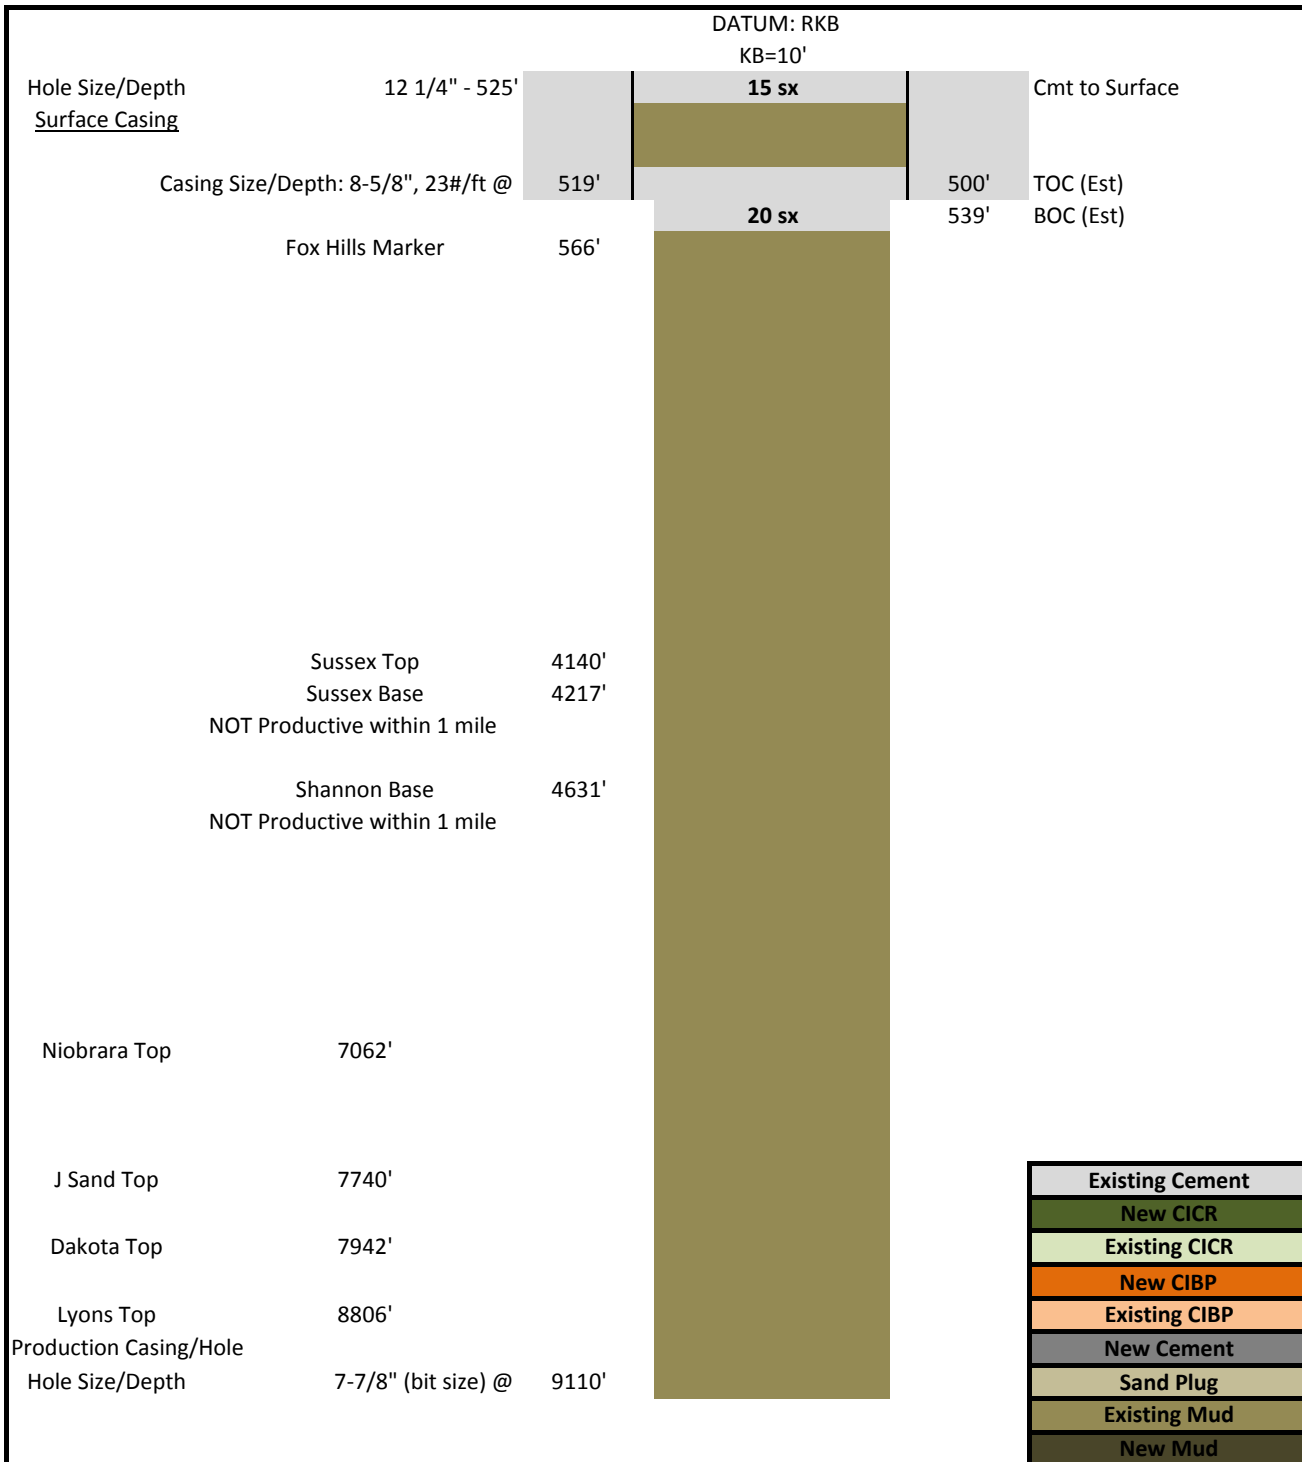 DATUM: RKB
KB=10'
Hole Size/Depth 12 1/4" - 525' 15 sx Cmt to Surface
Surface Casing
Casing Size/Depth: 8-5/8", 23#/ft @ 519' 500' TOC (Est)
20 sx 539' BOC (Est)
Fox Hills Marker 566'
Sussex Top 4140'
Sussex Base 4217'
NOT Productive within 1 mile
Shannon Base 4631'
NOT Productive within 1 mile
Niobrara Top 7062'
J Sand Top 7740'
Dakota Top 7942'
Lyons Top 8806'
Production Casing/Hole
Hole Size/Depth 7-7/8" (bit size) @ 9110'
Existing Cement
New CICR
Existing CICR
New CIBP
Existing CIBP
New Cement
Sand Plug
Existing Mud
New Mud